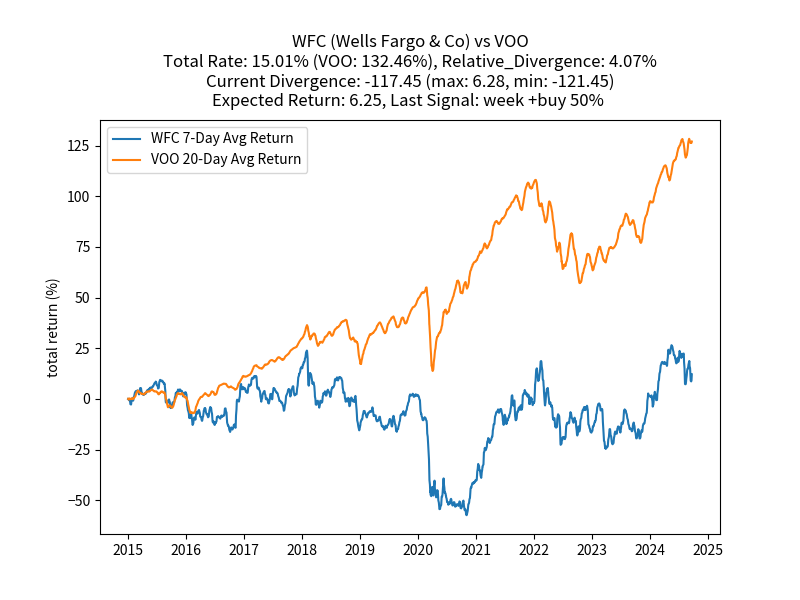 WFC (Wells Fargo & Co) vs VOO
Total Rate: 15.01% (VOO: 132.46%), Relative_Divergence: 4.07%
Current Divergence: -117.45 (max: 6.28, min: -121.45)
Expected Return: 6.25, Last Signal: week +buy 50%
WFC 7-Day Avg Return
VOO 20-Day Avg Return
total return (%)
125
100
75
50
25
0
−25
−50
2015 2016 2017 2018 2019 2020 2021 2022 2023 2024 2025